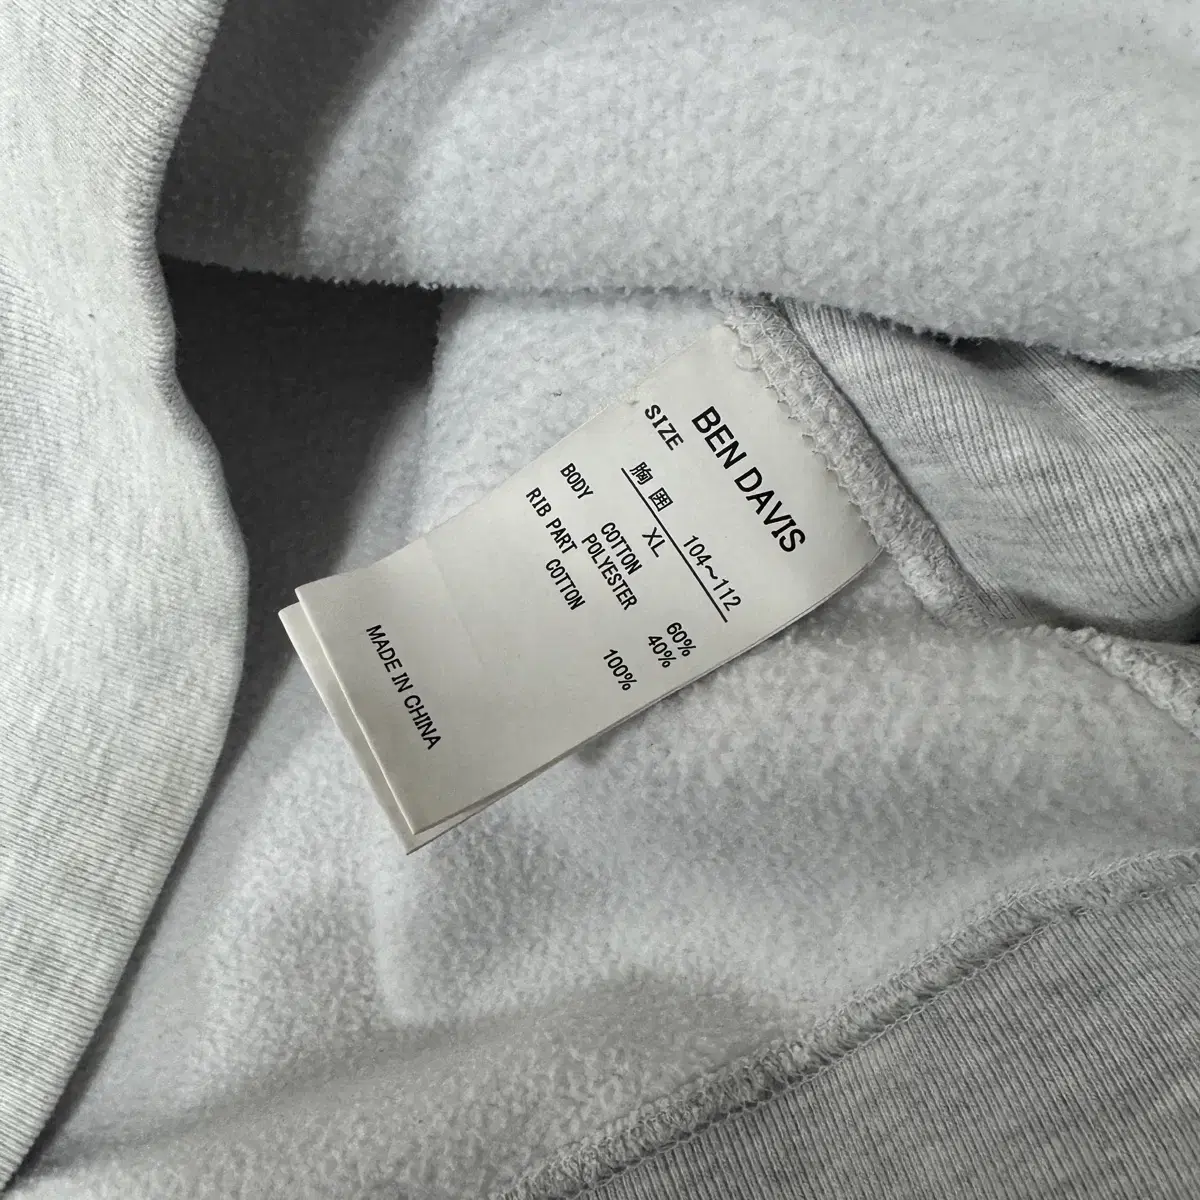 BEN DAVIS
SIZE XL
胸囲 104~112
BODY COTTON 60%
POLYESTER 40%
RIB PART
COTTON 100%
MADE IN CHINA